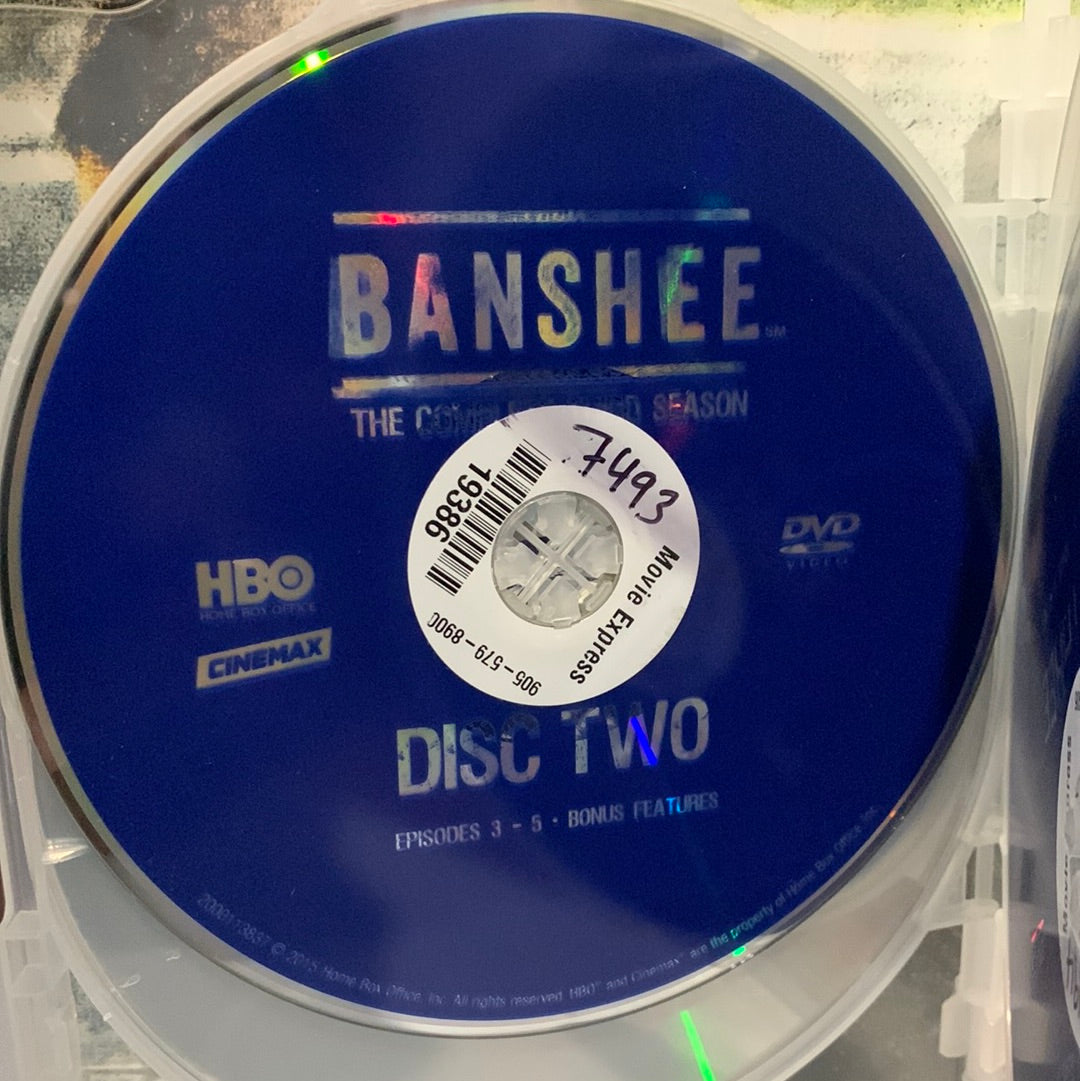 BANSHEE
SM
THE COMPLETE THIRD SEASON
7493
19386
Movie Express
905-579-8900
HBO
HOME BOX OFFICE
CINEMAX
DVD
VIDEO
DISC TWO
EPISODES 3 - 5 • BONUS FEATURES
© 2015 Home Box Office, Inc. All rights reserved. HBO® and Cinemax® are the property of Home Box Office, Inc.